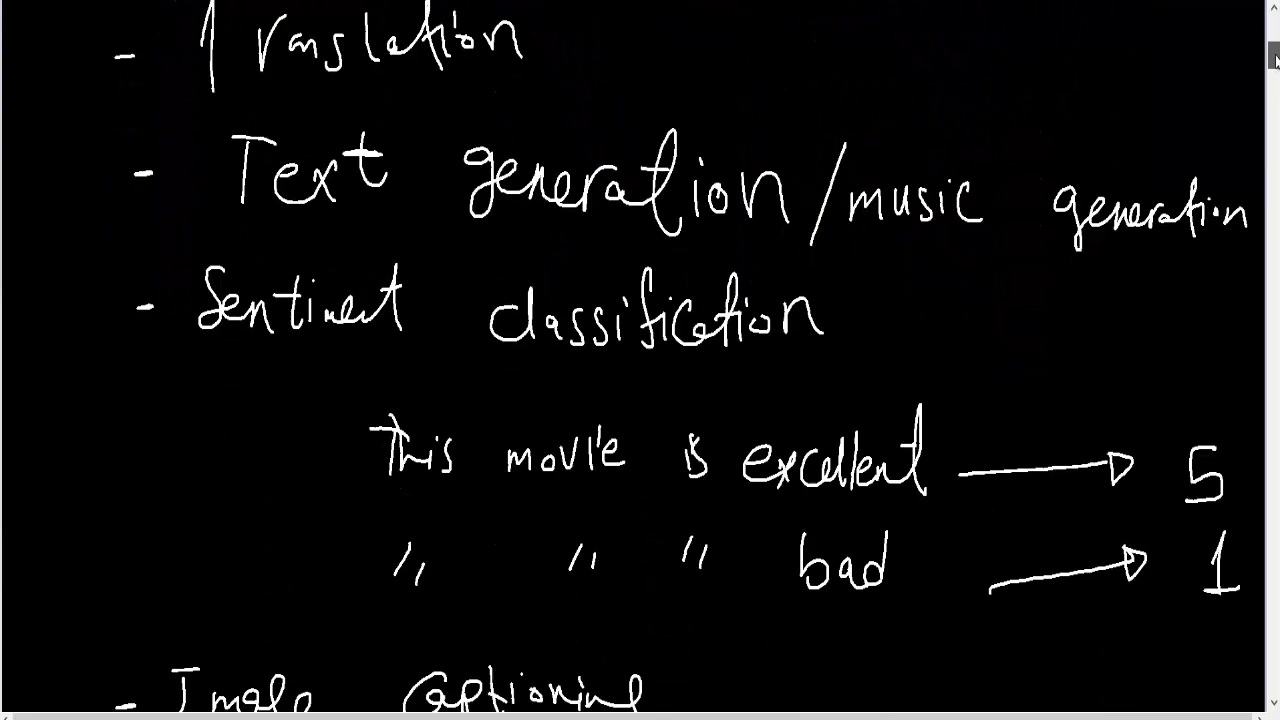 - Translation
- Text generation/music generation
- Sentiment classification
This movie is excellent → 5
" " " bad → 1
- Image captioning